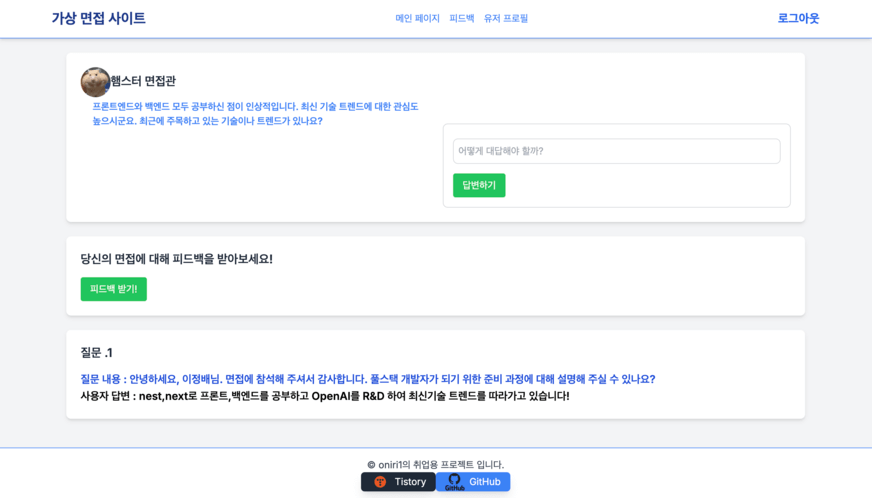 가상 면접 사이트
메인 페이지 피드백 유저 프로필
로그아웃
햄스터 면접관
프론트엔드와 백엔드 모두 공부하신 점이 인상적입니다. 최신 기술 트렌드에 대한 관심도
높으시군요. 최근에 주목하고 있는 기술이나 트렌드가 있나요?
어떻게 대답해야 할까?
답변하기
당신의 면접에 대해 피드백을 받아보세요!
피드백 받기!
질문 .1
질문 내용 : 안녕하세요, 이정배님. 면접에 참석해 주셔서 감사합니다. 풀스택 개발자가 되기 위한 준비 과정에 대해 설명해 주실 수 있나요?
사용자 답변 : nest,next로 프론트,백엔드를 공부하고 OpenAI를 R&D 하여 최신기술 트렌드를 따라가고 있습니다!
© oniri1의 취업용 프로젝트 입니다.
Tistory GitHub GitHub